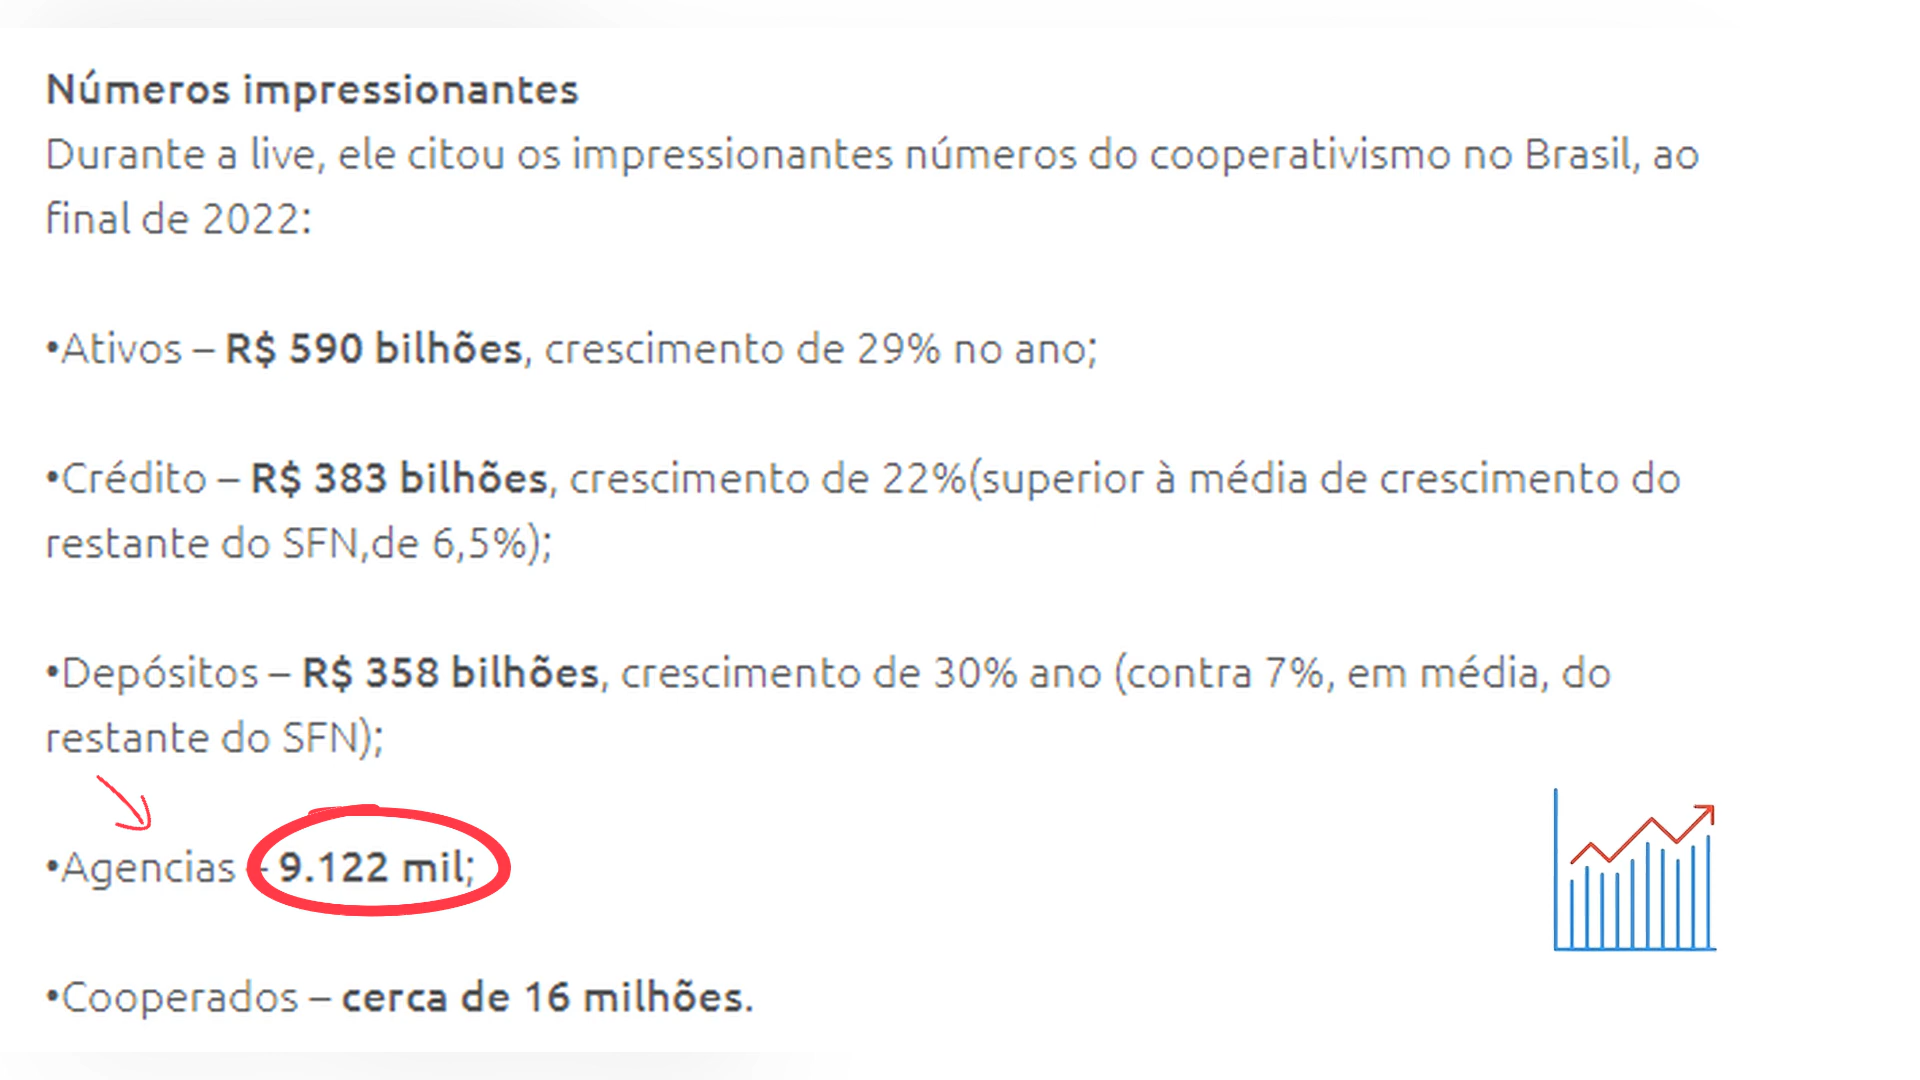 Números impressionantes
Durante a live, ele citou os impressionantes números do cooperativismo no Brasil, ao
final de 2022:
•Ativos – R$ 590 bilhões, crescimento de 29% no ano;
•Crédito – R$ 383 bilhões, crescimento de 22%(superior à média de crescimento do
restante do SFN,de 6,5%);
•Depósitos – R$ 358 bilhões, crescimento de 30% ano (contra 7%, em média, do
restante do SFN);
•Agencias – 9.122 mil;
•Cooperados – cerca de 16 milhões.